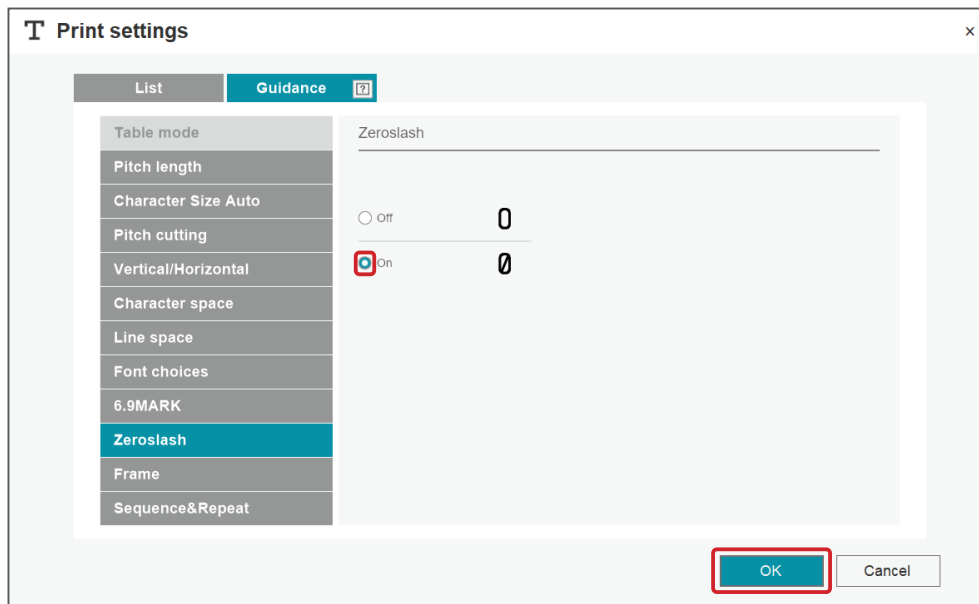 T Print settings ×
List Guidance ?
Table mode
Pitch length
Character Size Auto
Pitch cutting
Vertical/Horizontal
Character space
Line space
Font choices
6.9MARK
Zeroslash
Frame
Sequence&Repeat
Zeroslash
Off 0
On 0
OK Cancel